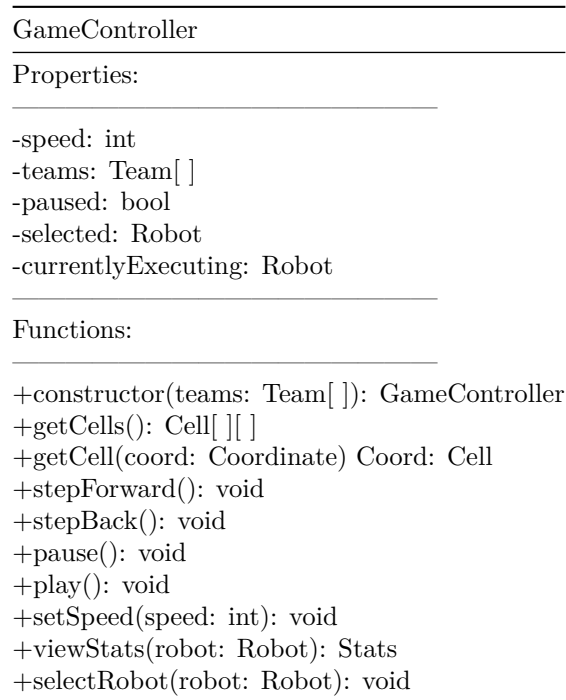 GameController
Properties:
-speed: int
-teams: Team[ ]
-paused: bool
-selected: Robot
-currentlyExecuting: Robot
Functions:
+constructor(teams: Team[ ]): GameController
+getCells(): Cell[ ][ ]
+getCell(coord: Coordinate) Coord: Cell
+stepForward(): void
+stepBack(): void
+pause(): void
+play(): void
+setSpeed(speed: int): void
+viewStats(robot: Robot): Stats
+selectRobot(robot: Robot): void